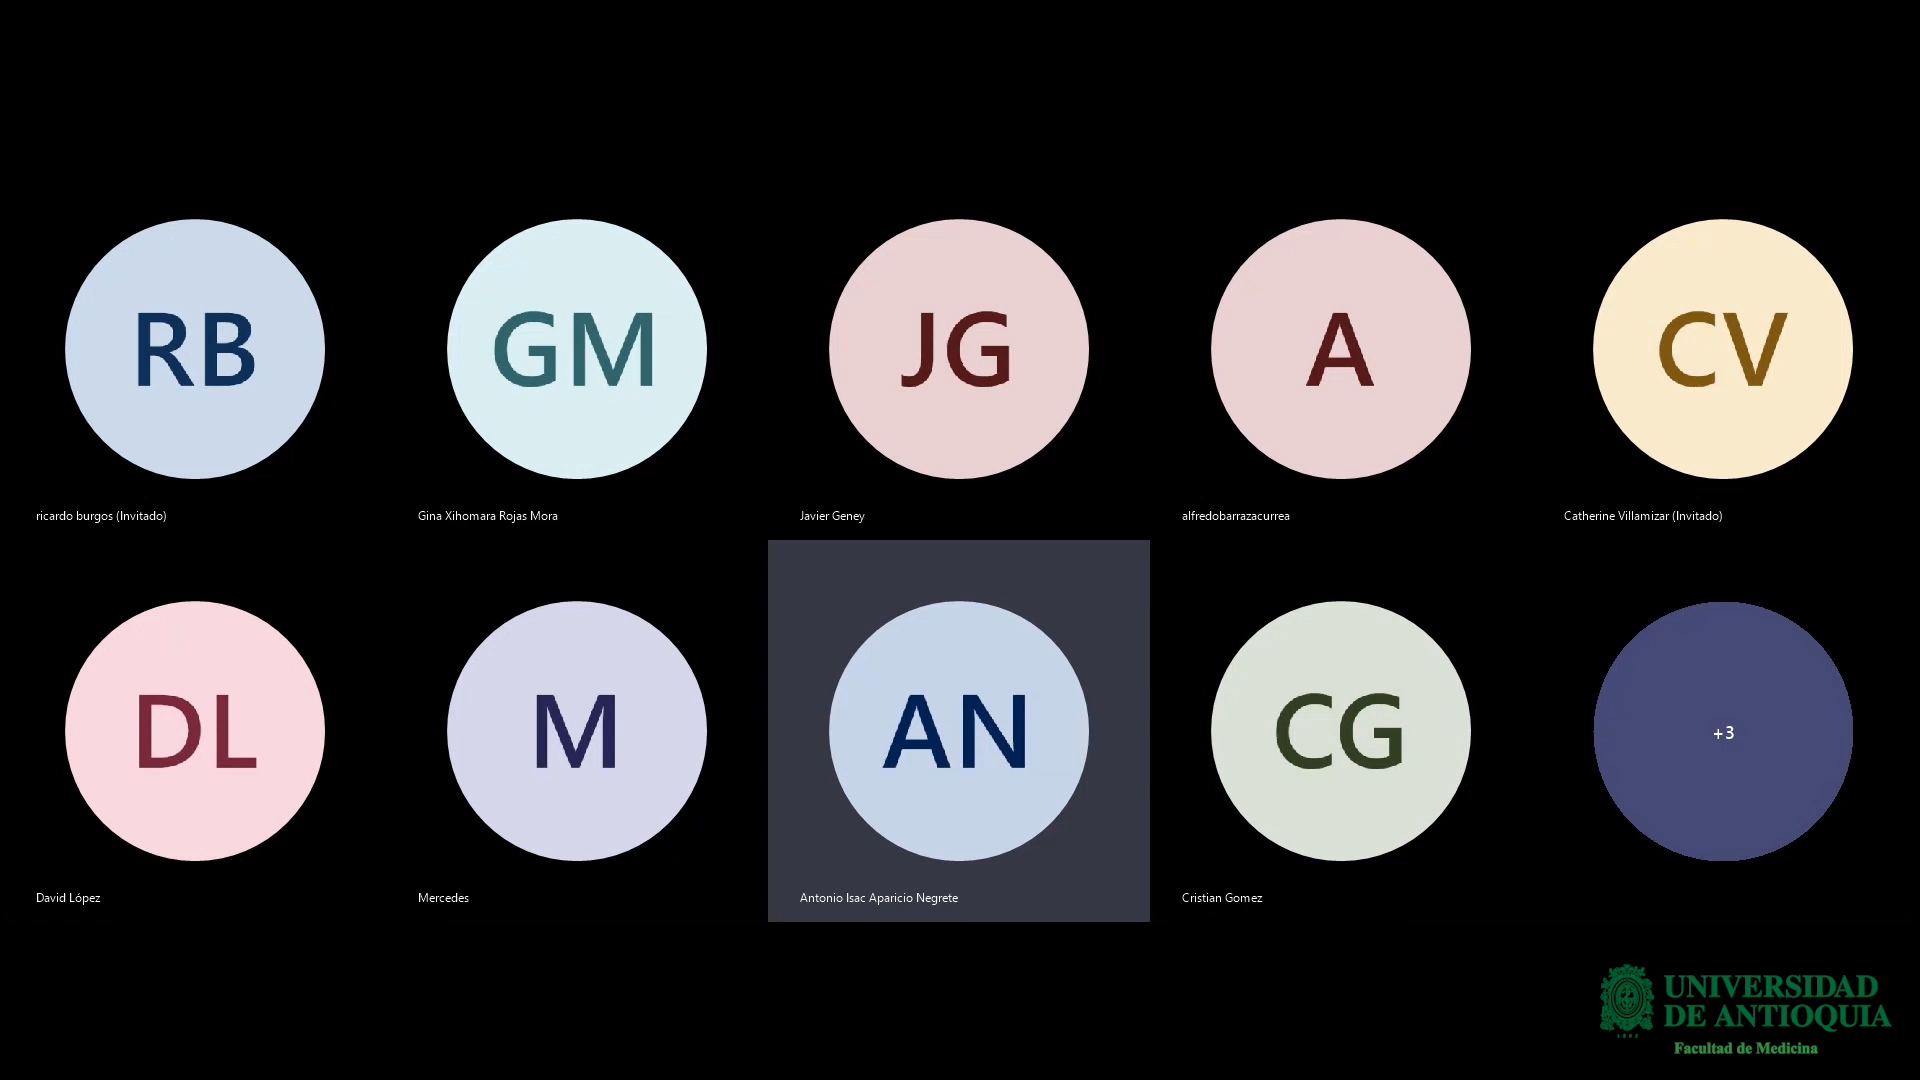 RB
GM
JG
A
CV
ricardo burgos (Invitado)
Gina Xihomara Rojas Mora
Javier Geney
alfredobarrazacurrea
Catherine Villamizar (Invitado)
DL
M
AN
CG
+3
David López
Mercedes
Antonio Isac Aparicio Negrete
Cristian Gomez
UNIVERSIDAD
DE ANTIOQUIA
1803
Facultad de Medicina